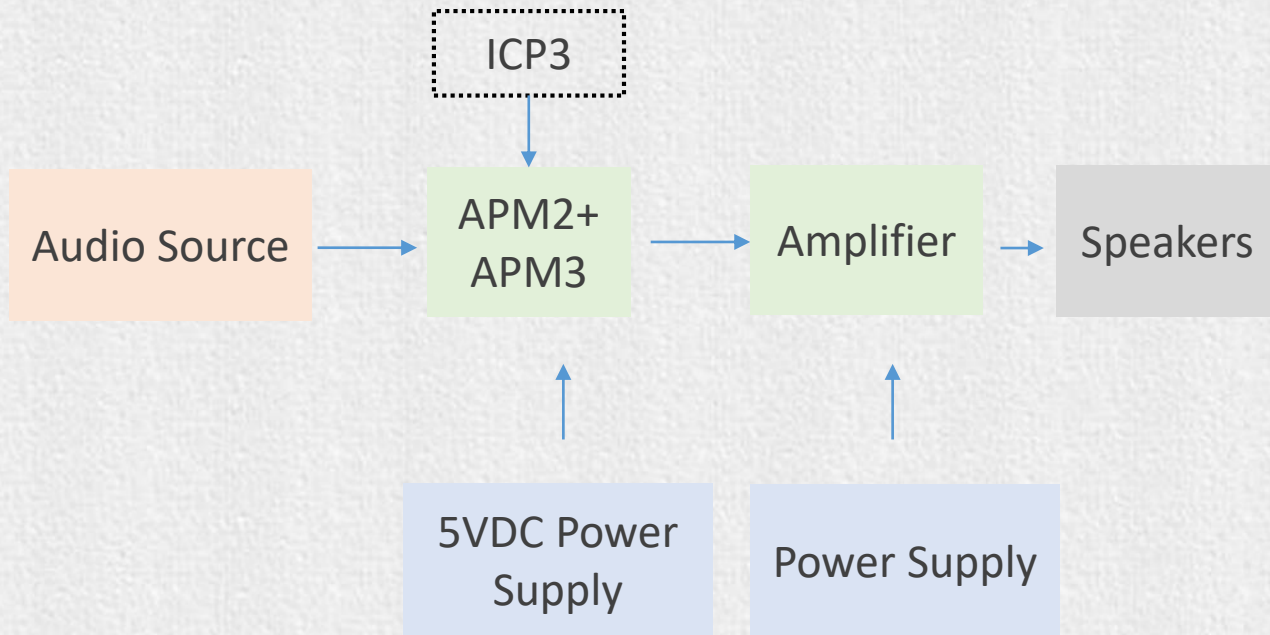 ICP3
Audio Source
APM2+
APM3
Amplifier
Speakers
5VDC Power
Supply
Power Supply